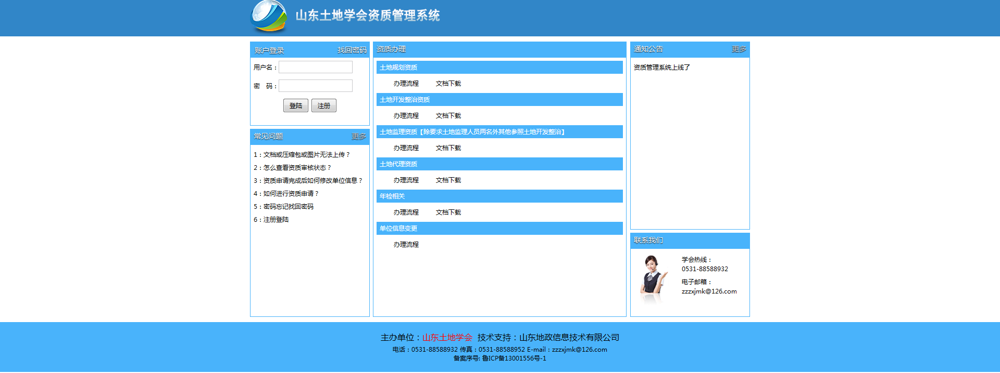 山东土地学会资质管理系统
账户登录 找回密码
用户名：
密 码：
登陆 注册
常见问题 更多
1：文档或压缩包或图片无法上传？
2：怎么查看资质审核状态？
3：资质申请完成后如何修改单位信息？
4：如何进行资质申请？
5：密码忘记找回密码
6：注册登陆
资质办理
土地规划资质
办理流程 文档下载
土地开发整治资质
办理流程 文档下载
土地监理资质【除要求土地监理人员两名外其他参照土地开发整治】
办理流程 文档下载
土地代理资质
办理流程 文档下载
年检相关
办理流程 文档下载
单位信息变更
办理流程
通知公告 更多
资质管理系统上线了
联系我们
学会热线：
0531-88588932
电子邮箱：
zzzxjmk@126.com
主办单位：山东土地学会 技术支持：山东地政信息技术有限公司
电话：0531-88588932 传真：0531-88588952 E-mail：zzzxjmk@126.com
备案序号: 鲁ICP备13001556号-1